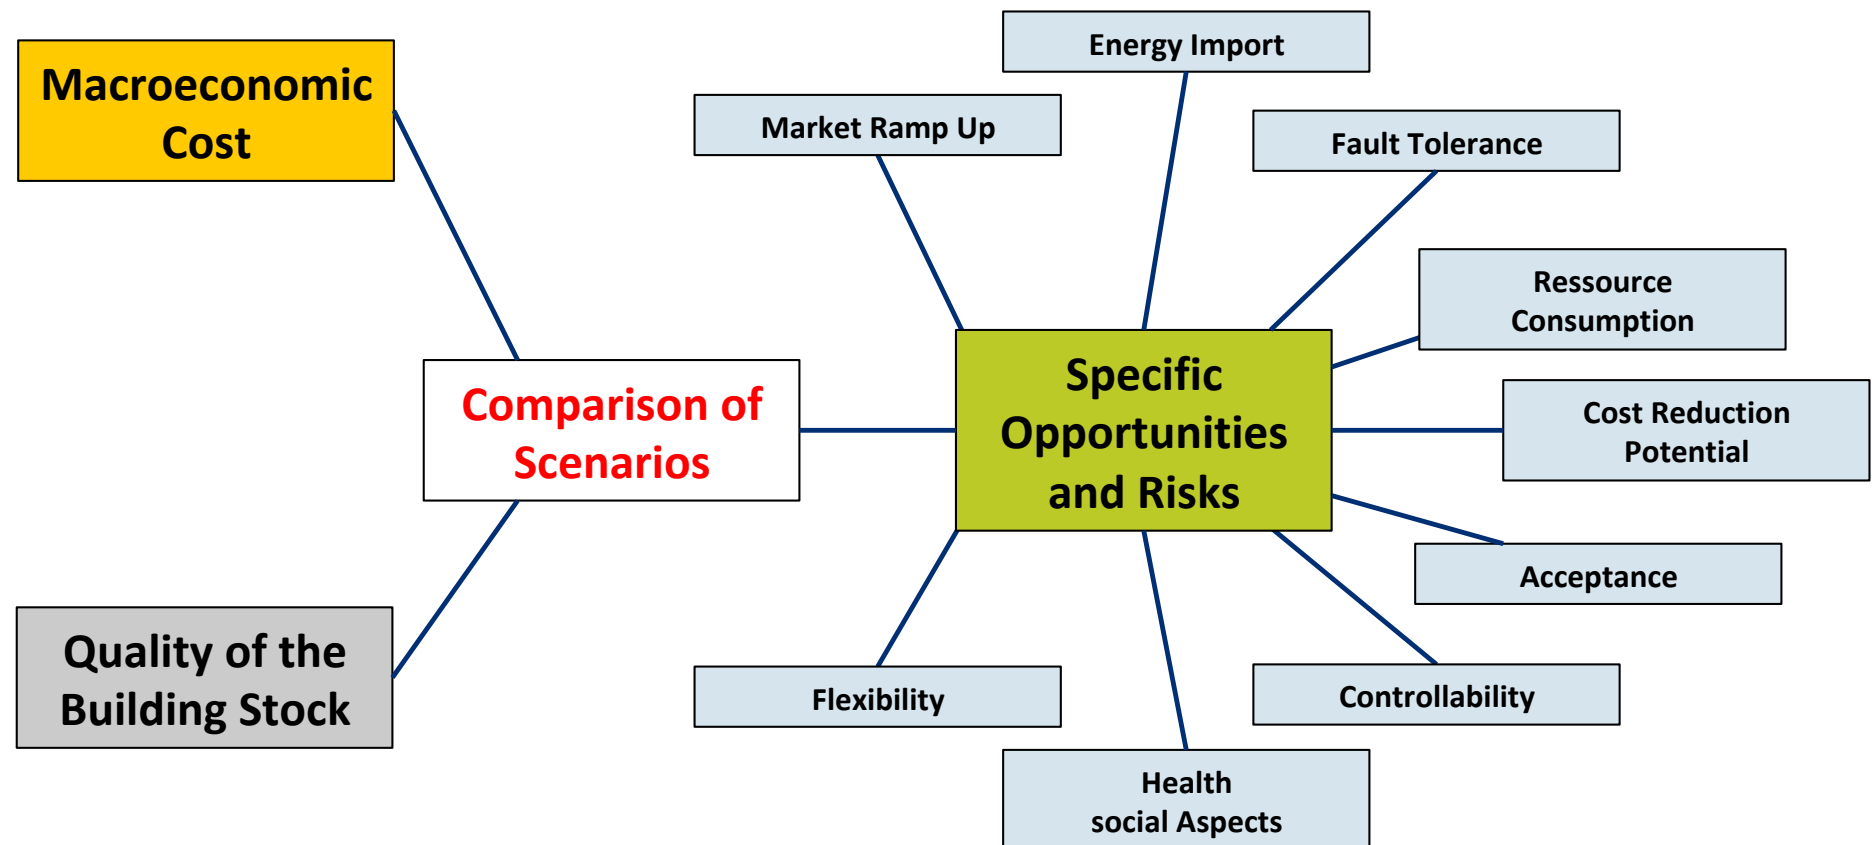 Macroeconomic
Cost
Quality of the
Building Stock
Comparison of
Scenarios
Specific
Opportunities
and Risks
Market Ramp Up
Energy Import
Fault Tolerance
Ressource
Consumption
Cost Reduction
Potential
Acceptance
Controllability
Health
social Aspects
Flexibility